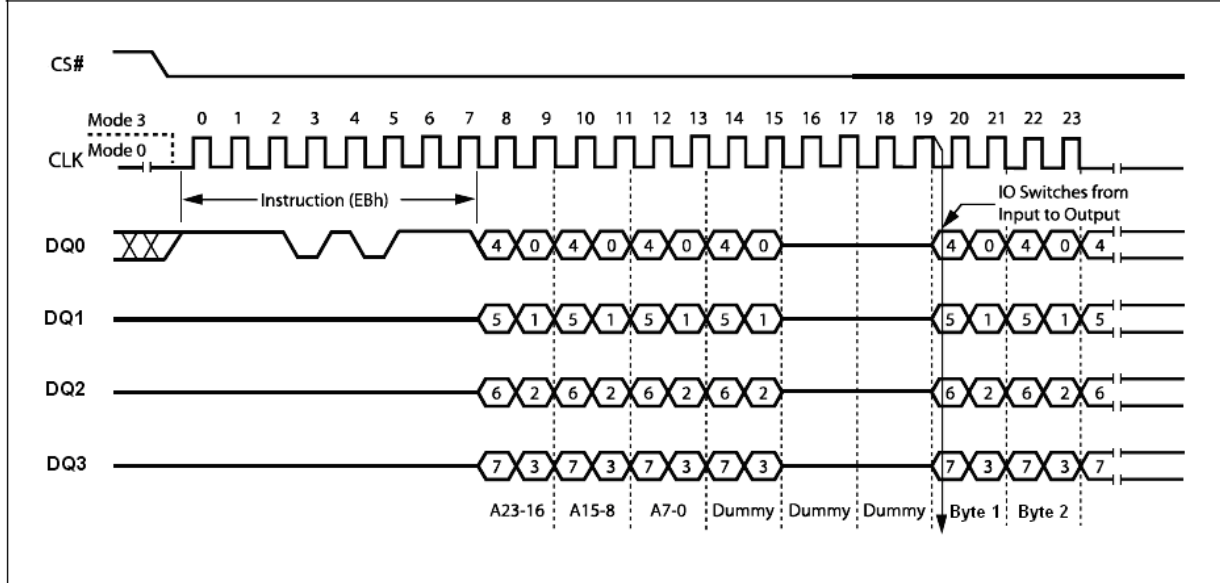 CS#
Mode 3
0 1 2 3 4 5 6 7 8 9 10 11 12 13 14 15 16 17 18 19 20 21 22 23
Mode 0
CLK
Instruction (EBh)
IO Switches from
Input to Output
DQ0 4 0 4 0 4 0 4 0 4 0 4 0 4
DQ1 5 1 5 1 5 1 5 1 5 1 5 1 5
DQ2 6 2 6 2 6 2 6 2 6 2 6 2 6
DQ3 7 3 7 3 7 3 7 3 7 3 7 3 7
A23-16 A15-8 A7-0 Dummy Dummy Dummy Byte 1 Byte 2